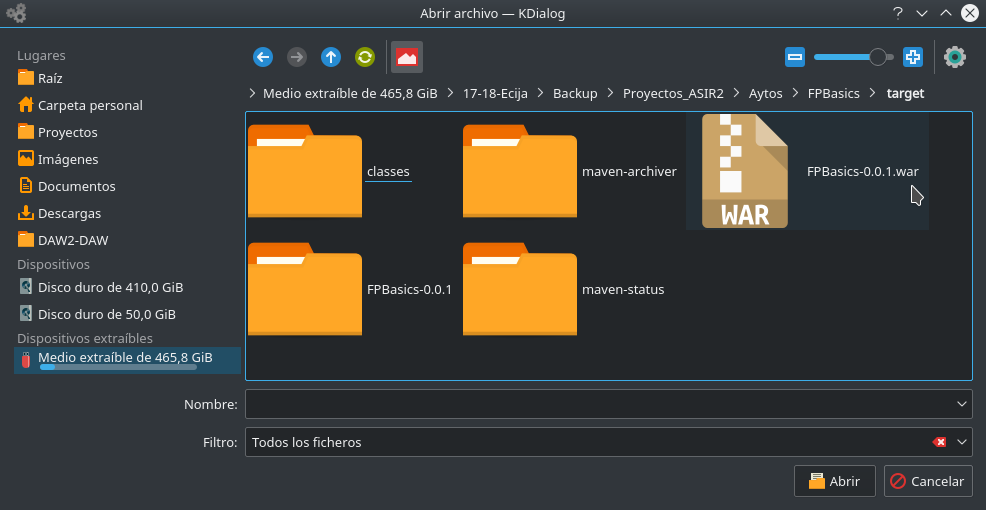 Abrir archivo — KDialog
?
Lugares
Raíz
Carpeta personal
Proyectos
Imágenes
Documentos
Descargas
DAW2-DAW
Dispositivos
Disco duro de 410,0 GiB
Disco duro de 50,0 GiB
Dispositivos extraíbles
Medio extraíble de 465,8 GiB
Medio extraíble de 465,8 GiB > 17-18-Ecija > Backup > Proyectos_ASIR2 > Aytos > FPBasics > target
classes
maven-archiver
WAR
FPBasics-0.0.1.war
FPBasics-0.0.1
maven-status
Nombre:
Filtro: Todos los ficheros
Abrir
Cancelar